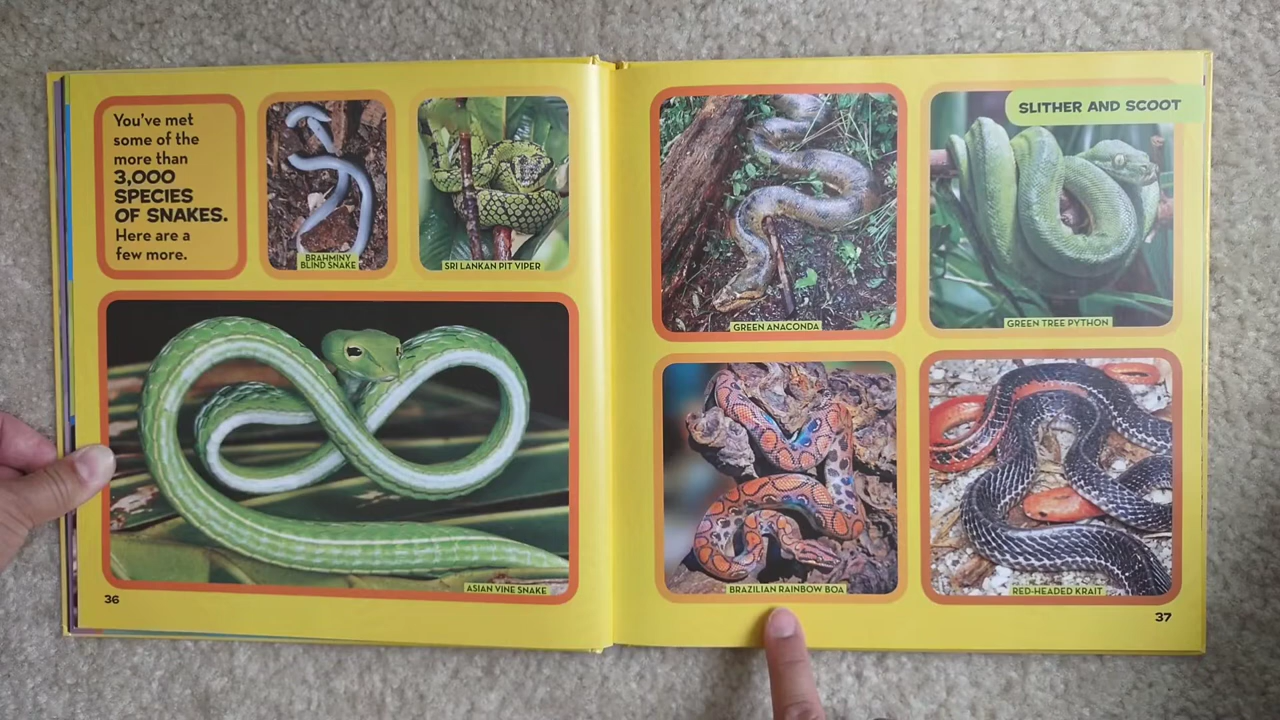 You've met
some of the
more than
3,000
SPECIES
OF SNAKES.
Here are a
few more.
BRAHMINY
BLIND SNAKE
SRI LANKAN PIT VIPER
ASIAN VINE SNAKE
36
SLITHER AND SCOOT
GREEN ANACONDA
GREEN TREE PYTHON
BRAZILIAN RAINBOW BOA
RED-HEADED KRAIT
37